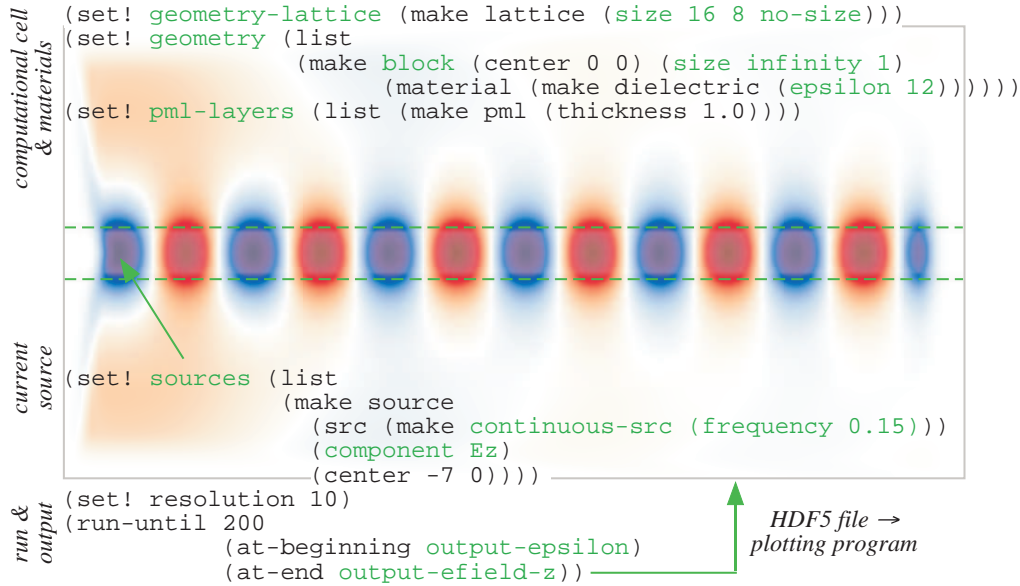 computational cell
& materials
(set! geometry-lattice (make lattice (size 16 8 no-size)))
(set! geometry (list
(make block (center 0 0) (size infinity 1)
(material (make dielectric (epsilon 12))))))
(set! pml-layers (list (make pml (thickness 1.0))))
current
source
(set! sources (list
(make source
(src (make continuous-src (frequency 0.15)))
(component Ez)
(center -7 0))))
run &
output
(set! resolution 10)
(run-until 200
(at-beginning output-epsilon)
(at-end output-efield-z))
HDF5 file →
plotting program